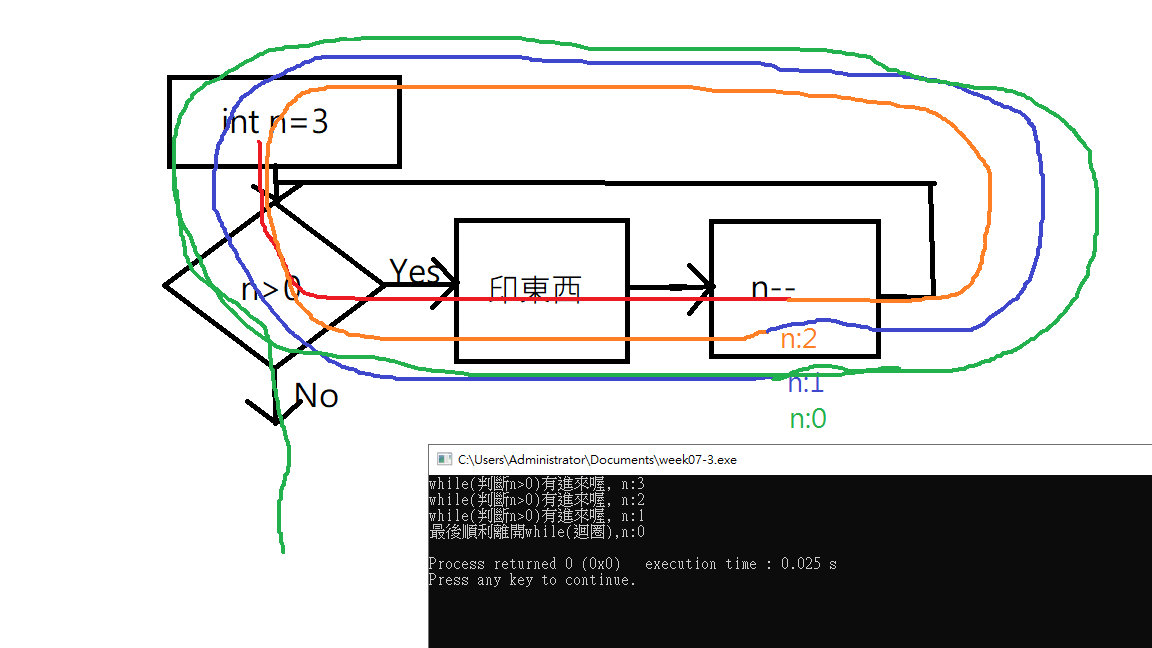 int n=3
n>0
Yes
印東西
n--
n:2
n:1
No
n:0
C:\Users\Administrator\Documents\week07-3.exe
while(判斷n>0)有進來喔, n:3
while(判斷n>0)有進來喔, n:2
while(判斷n>0)有進來喔, n:1
最後順利離開while(迴圈),n:0
Process returned 0 (0x0)   execution time : 0.025 s
Press any key to continue.